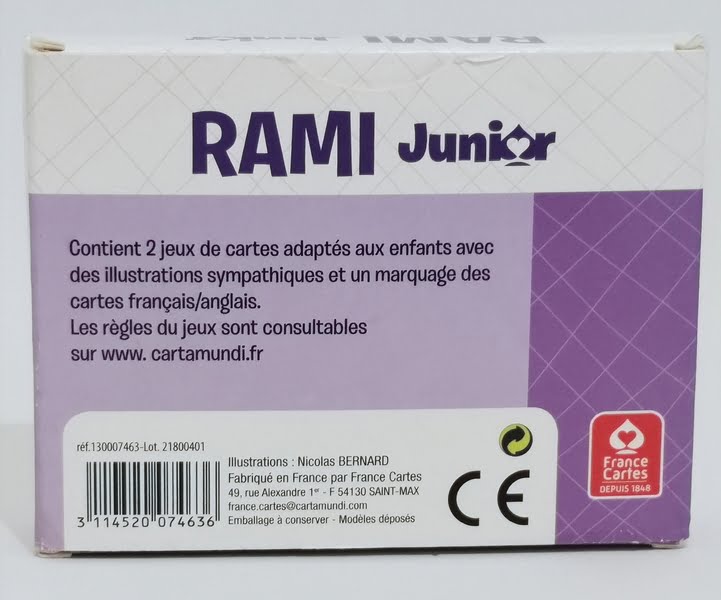 RAMI Junior
RAMI Junior
Contient 2 jeux de cartes adaptés aux enfants avec
des illustrations sympathiques et un marquage des
cartes français/anglais.
Les règles du jeux sont consultables
sur www. cartamundi.fr
réf.130007463-Lot. 21800401
3 114520 074636
Illustrations : Nicolas BERNARD
Fabriqué en France par France Cartes
49, rue Alexandre 1er - F 54130 SAINT-MAX
france.cartes@cartamundi.com
Emballage à conserver - Modèles déposés
CE
France
Cartes
DEPUIS 1848